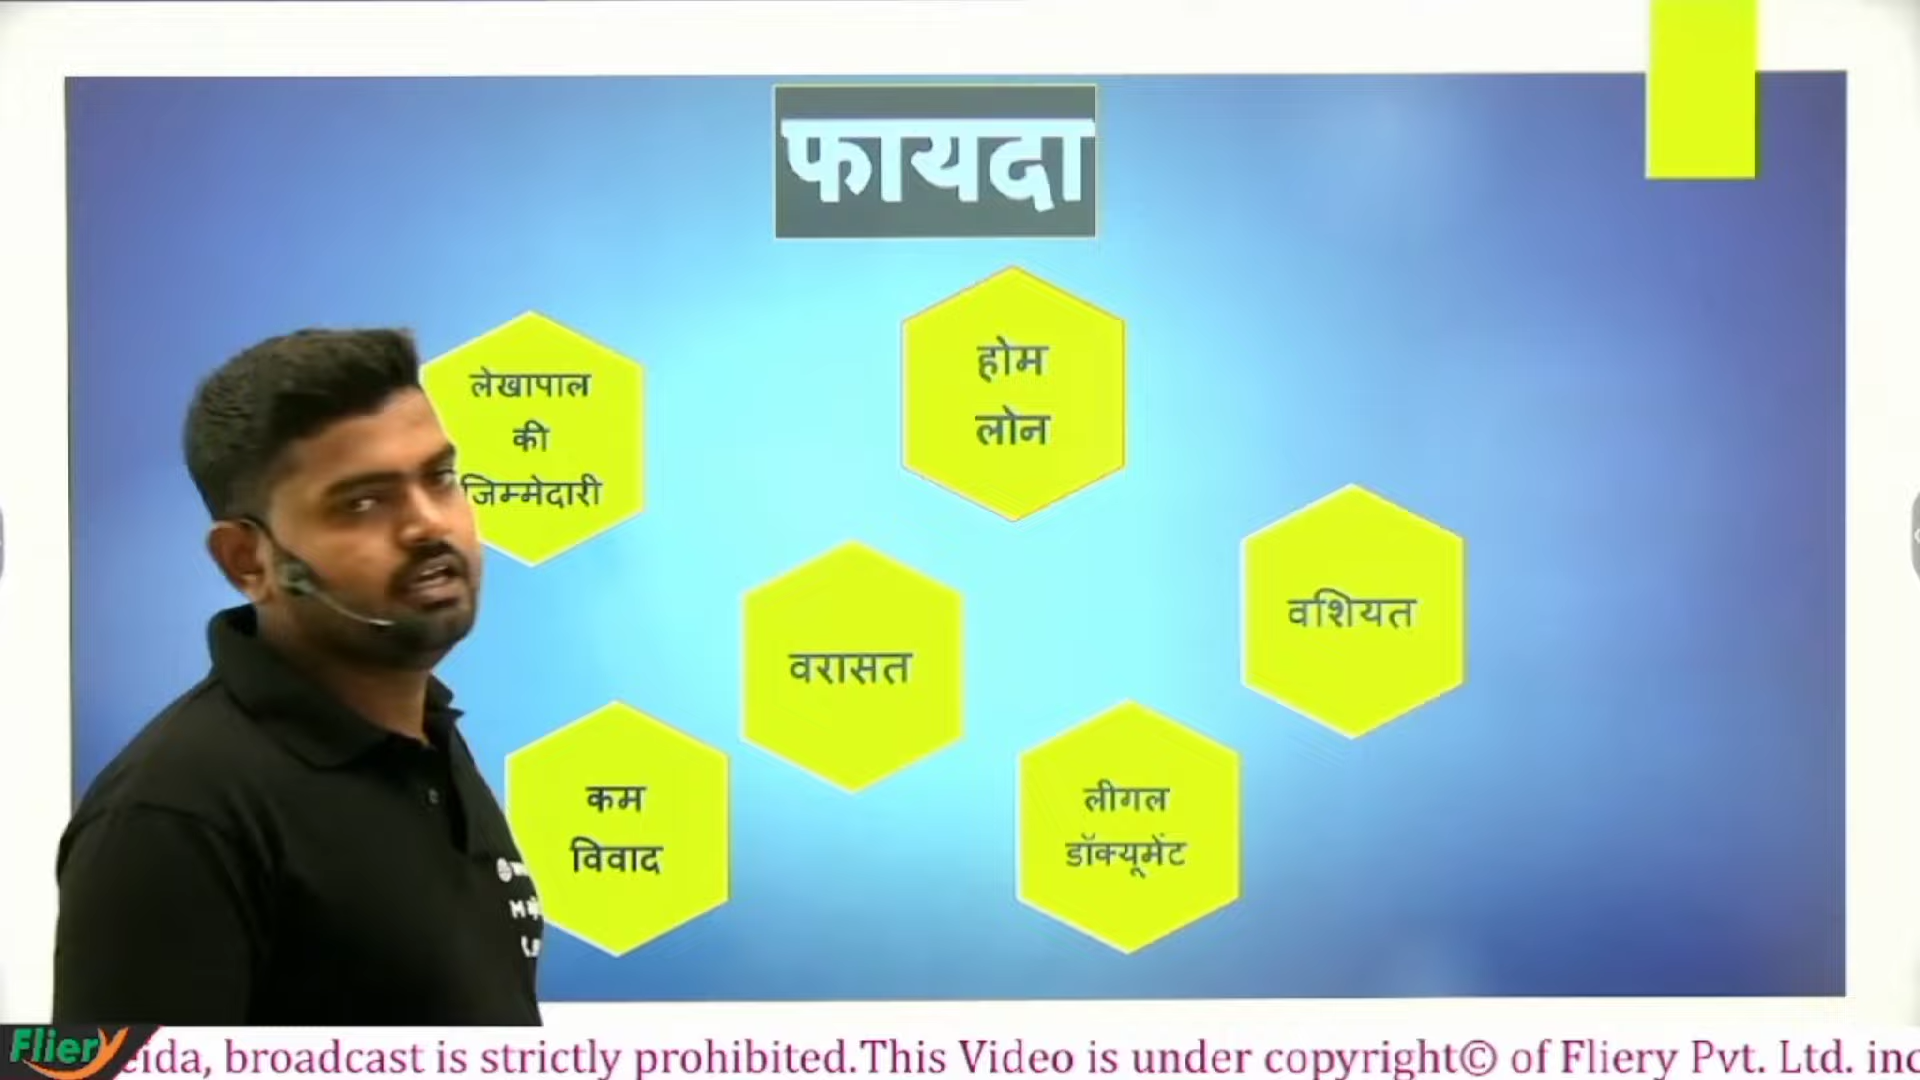 फायदा
लेखापाल
की
जिम्मेदारी
होम
लोन
वशियत
वरासत
कम
विवाद
लीगल
डॉक्यूमेंट
Fliery
eida, broadcast is strictly prohibited.This Video is under copyright© of Fliery Pvt. Ltd. inc